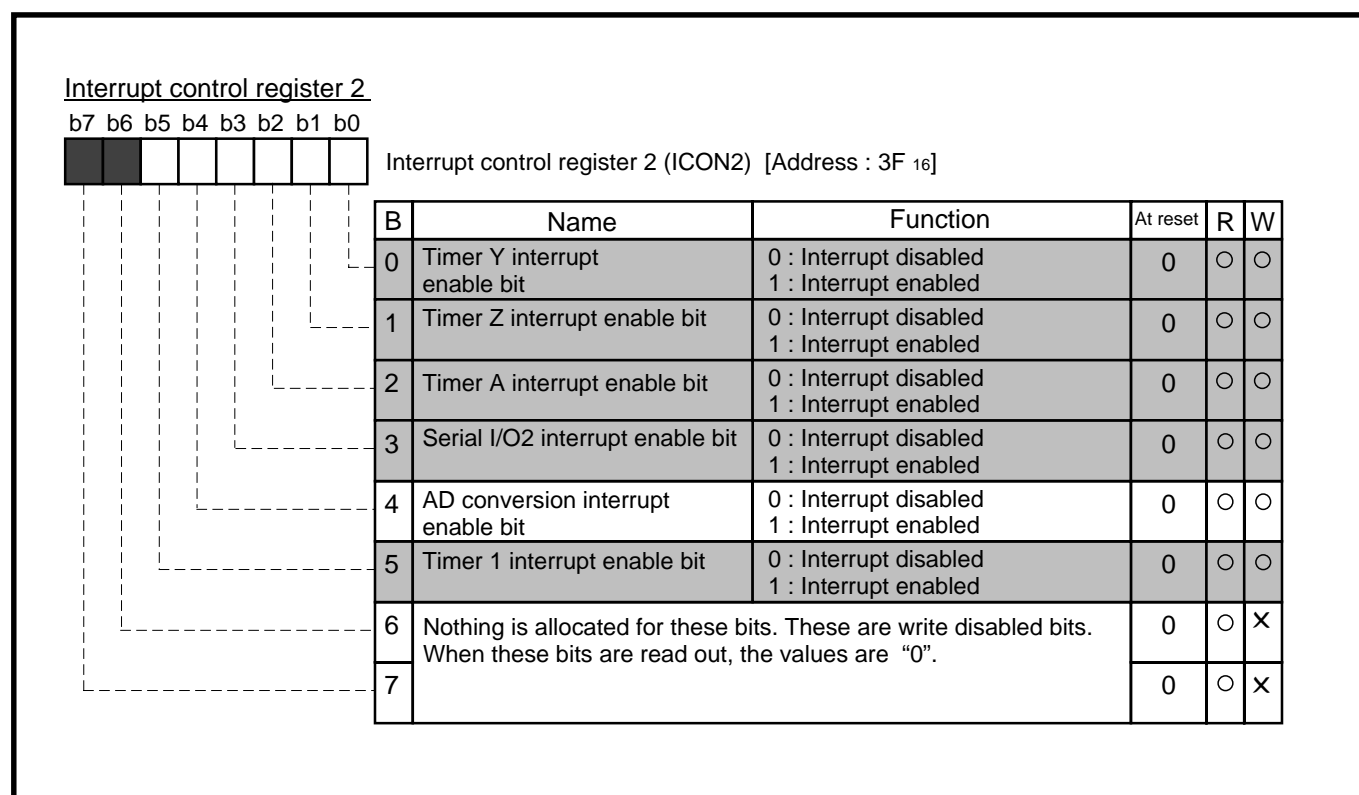 Interrupt control register 2
b7 b6 b5 b4 b3 b2 b1 b0
Interrupt control register 2 (ICON2) [Address : 3F 16]
B Name Function At reset R W
0 Timer Y interrupt enable bit 0 : Interrupt disabled 1 : Interrupt enabled 0 ○ ○
1 Timer Z interrupt enable bit 0 : Interrupt disabled 1 : Interrupt enabled 0 ○ ○
2 Timer A interrupt enable bit 0 : Interrupt disabled 1 : Interrupt enabled 0 ○ ○
3 Serial I/O2 interrupt enable bit 0 : Interrupt disabled 1 : Interrupt enabled 0 ○ ○
4 AD conversion interrupt enable bit 0 : Interrupt disabled 1 : Interrupt enabled 0 ○ ○
5 Timer 1 interrupt enable bit 0 : Interrupt disabled 1 : Interrupt enabled 0 ○ ○
6 Nothing is allocated for these bits. These are write disabled bits. 0 ○ ×
When these bits are read out, the values are “0”.
7 0 ○ ×